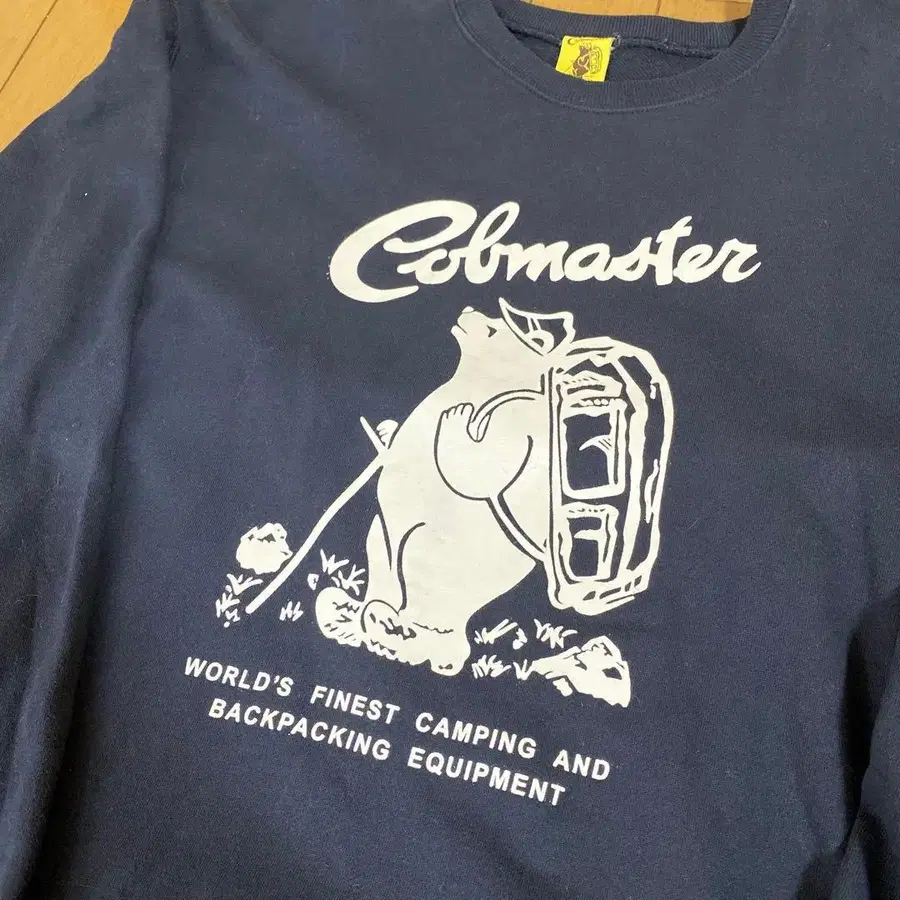 Cobmaster
WORLD'S FINEST CAMPING AND
BACKPACKING EQUIPMENT